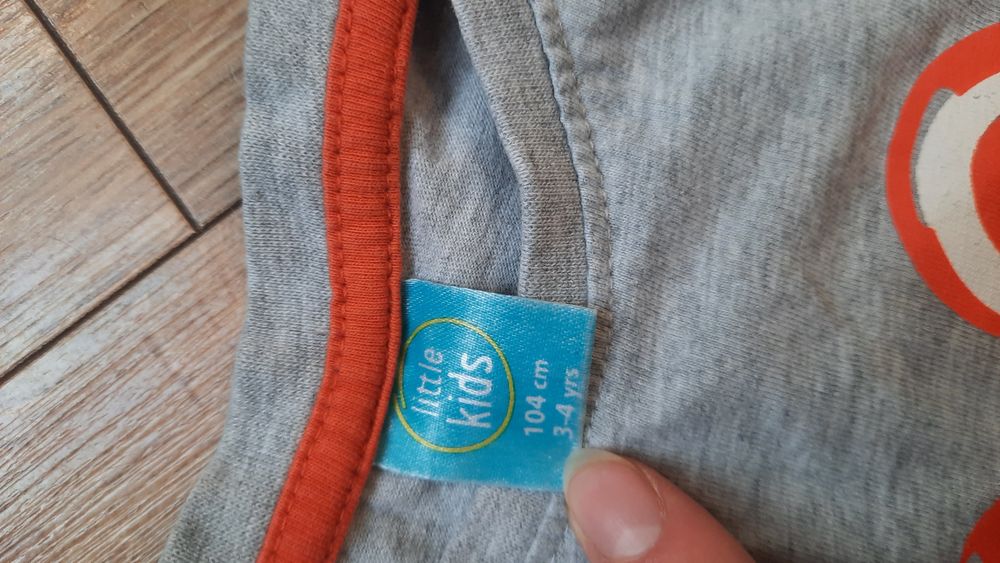 little
kids
104 cm
3-4 yrs